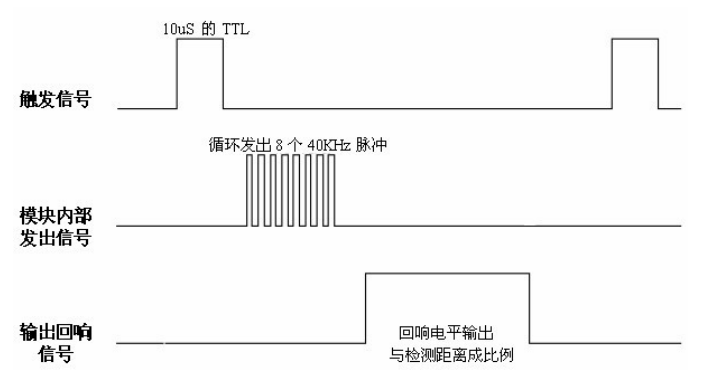 10uS 的 TTL
触发信号
循环发出 8 个 40KHz 脉冲
模块内部
发出信号
输出回响
信号
回响电平输出
与检测距离成比例